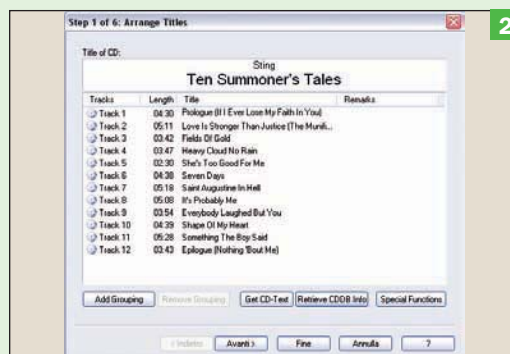 Step 1 of 6: Arrange Titles
2
Title of CD:
Sting
Ten Summoner's Tales
Tracks Length Title Remarks
Track 1 04:30 Prologue (If I Ever Lose My Faith In You)
Track 2 05:11 Love Is Stronger Than Justice (The Munifi...
Track 3 03:42 Fields Of Gold
Track 4 03:47 Heavy Cloud No Rain
Track 5 02:30 She's Too Good For Me
Track 6 04:38 Seven Days
Track 7 05:18 Saint Augustine In Hell
Track 8 05:08 It's Probably Me
Track 9 03:54 Everybody Laughed But You
Track 10 04:39 Shape Of My Heart
Track 11 05:28 Something The Boy Said
Track 12 03:43 Epilogue (Nothing 'Bout Me)
Add Grouping Remove Grouping Get CD-Text Retrieve CDDB Info Special Functions
< Indietro Avanti > Fine Annulla ?